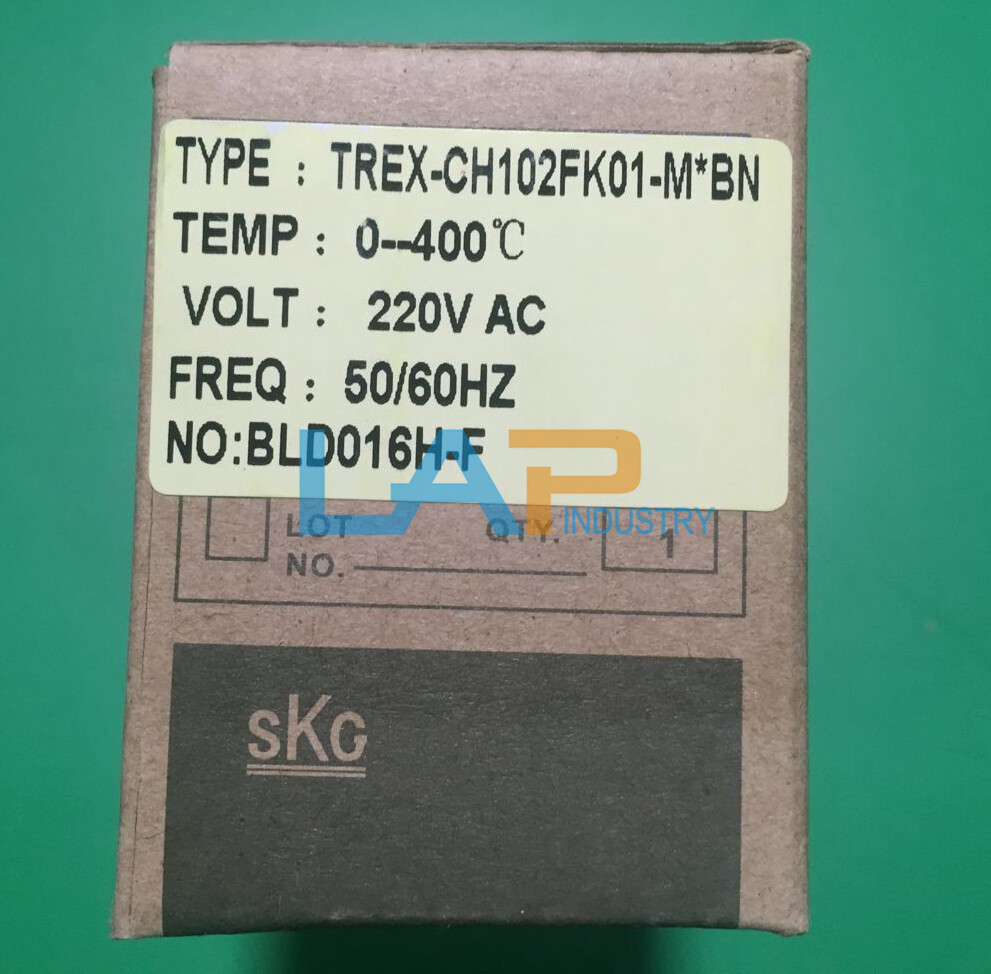 TYPE : TREX-CH102FK01-M*BN
TEMP : 0--400℃
VOLT : 220V AC
FREQ : 50/60HZ
NO:BLD016H-F
LAP
INDUSTRY
LOT QTY. 1
NO.
sKG